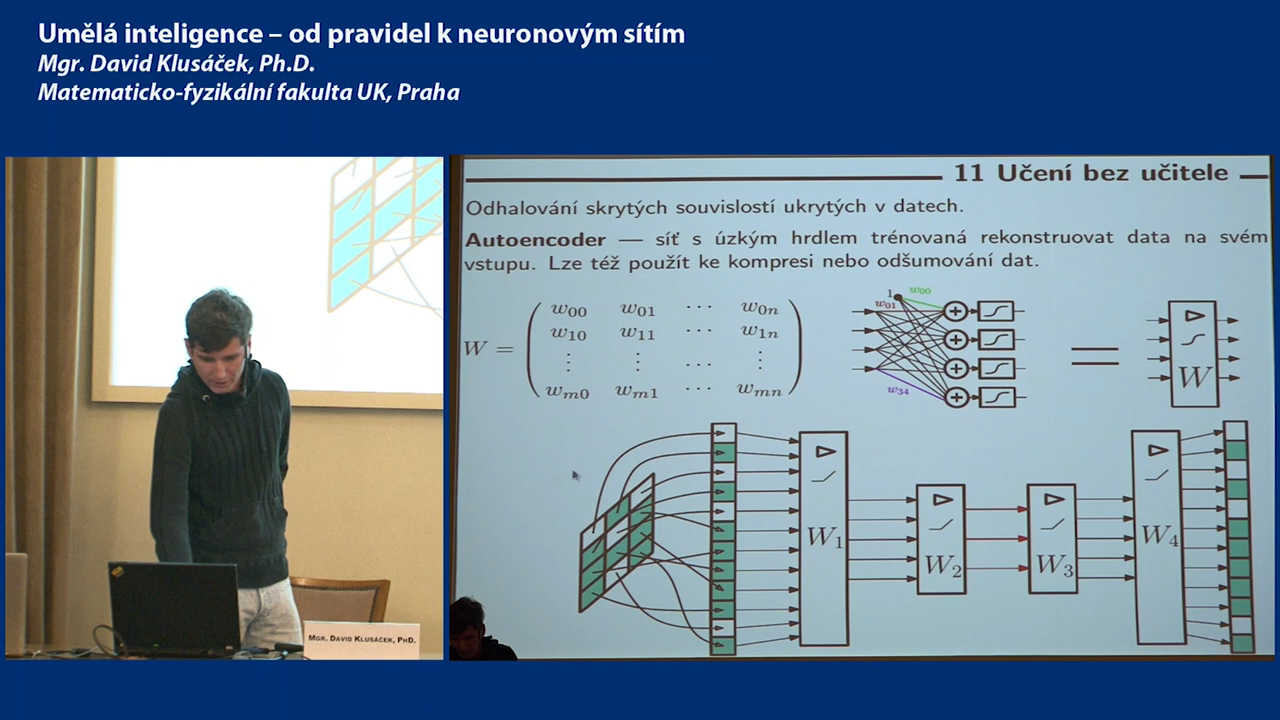 Umělá inteligence – od pravidel k neuronovým sítím
Mgr. David Klusáček, Ph.D.
Matematicko-fyzikální fakulta UK, Praha
11 Učení bez učitele
Odhalování skrytých souvislostí ukrytých v datech.
Autoencoder — síť s úzkým hrdlem trénovaná rekonstruovat data na svém
vstupu. Lze též použít ke kompresi nebo odšumování dat.
W =
w00 w01 ··· w0n
w10 w11 ··· w1n
⋮ ⋮ ··· ⋮
wm0 wm1 ··· wmn
1
w00
w01
w34
=
W
W1
W2
W3
W4
MGR. DAVID KLUSÁČEK, PHD.